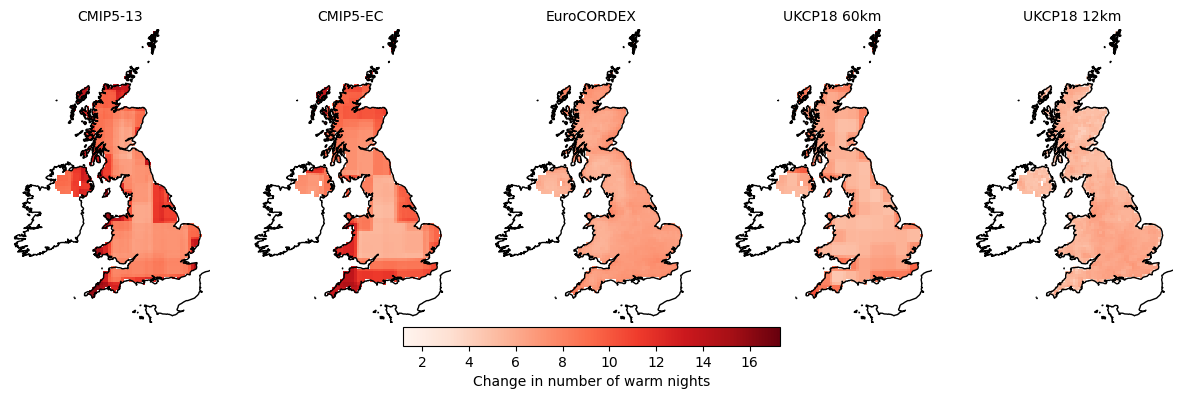 CMIP5-13 CMIP5-EC EuroCORDEX UKCP18 60km UKCP18 12km
2 4 6 8 10 12 14 16
Change in number of warm nights